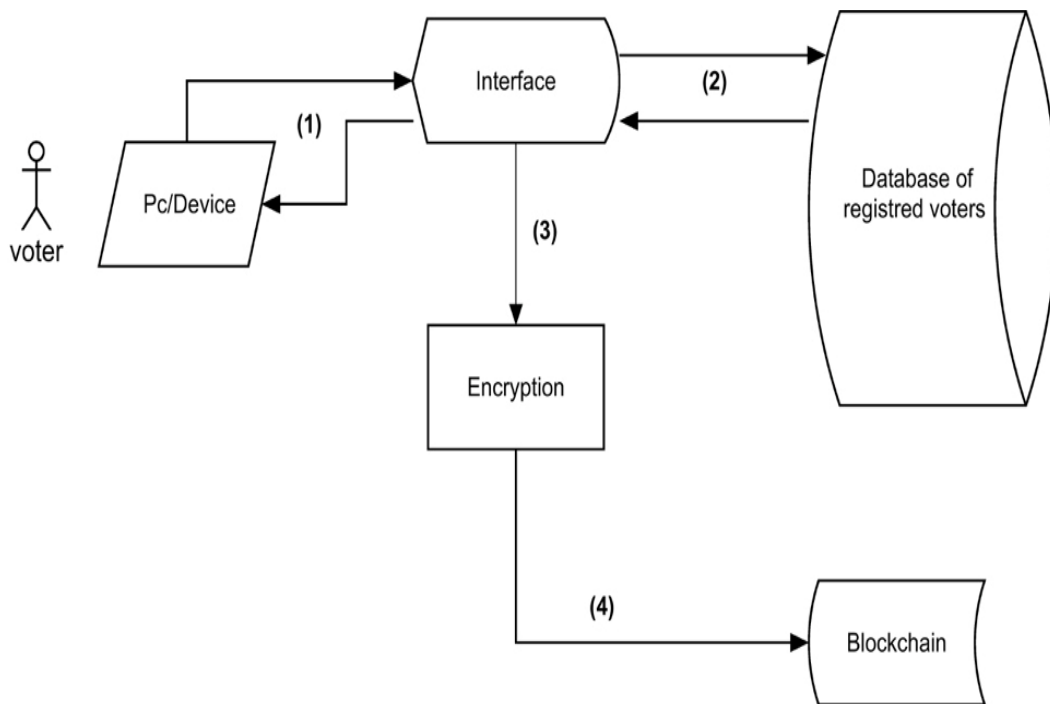 Interface
(2)
(1)
Database of
registred voters
Pc/Device
voter
(3)
Encryption
(4)
Blockchain